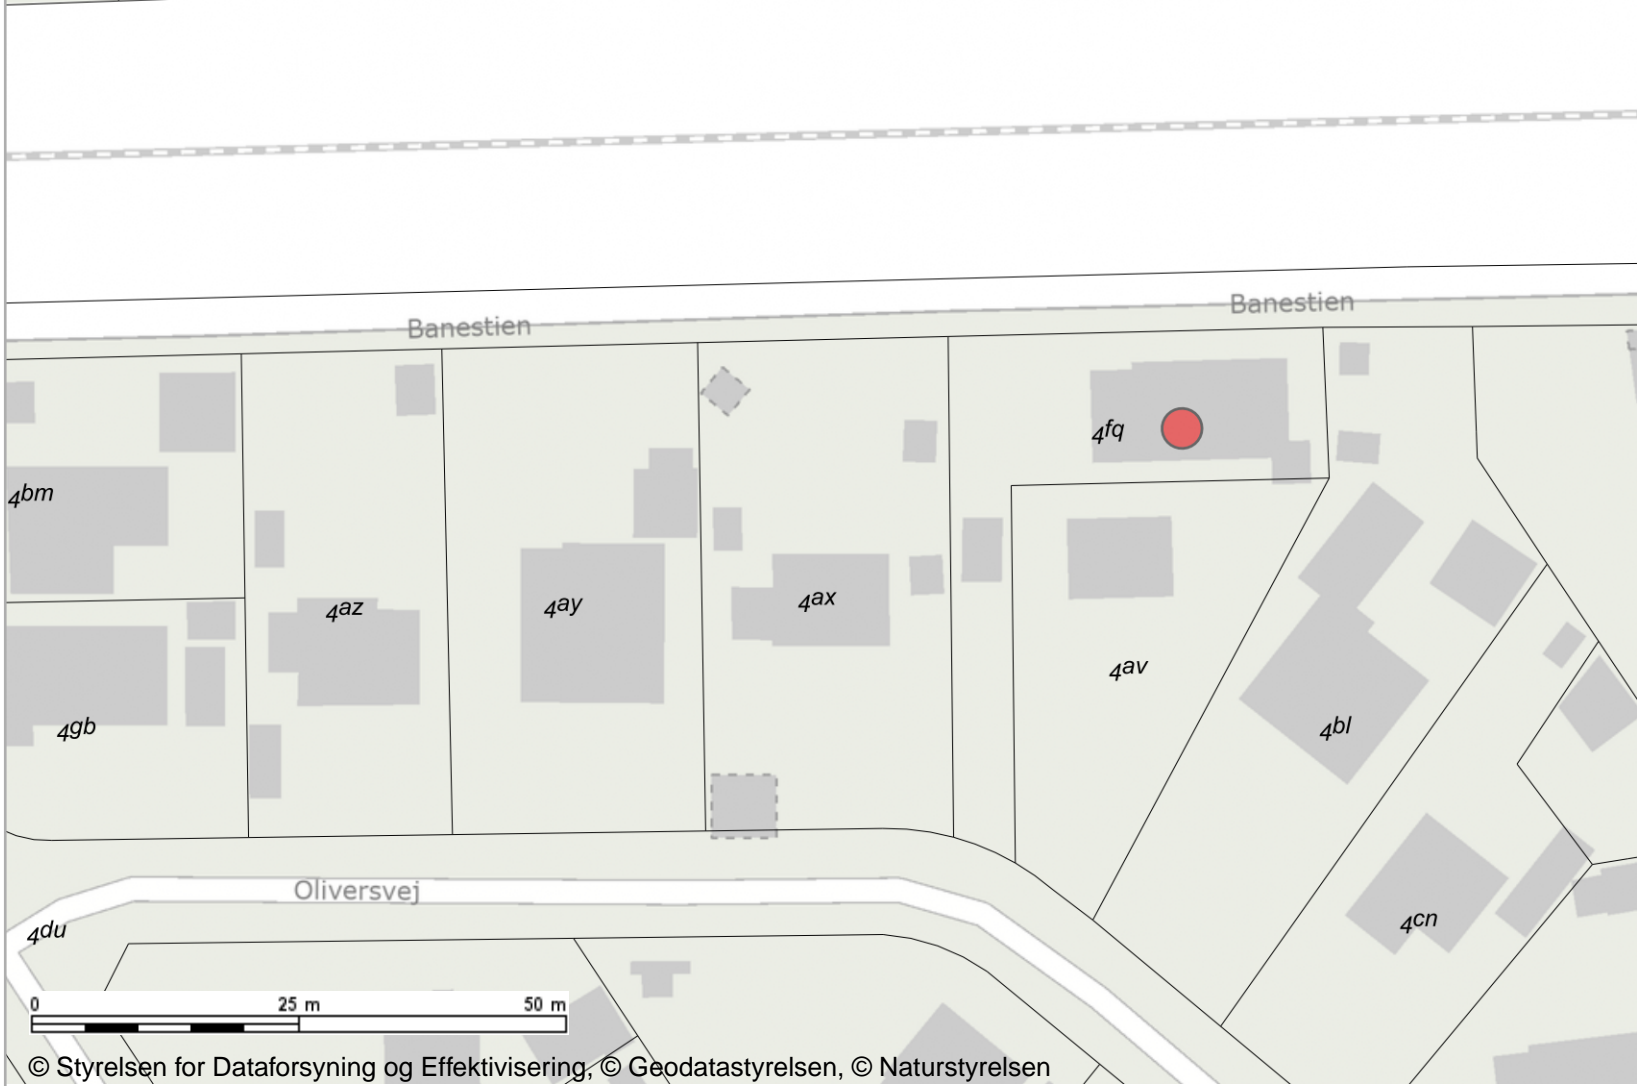 Banestien
Banestien
4fq
4bm
4az
4ay
4ax
4av
4gb
4bl
Oliversvej
4du
4cn
0 25 m 50 m
© Styrelsen for Dataforsyning og Effektivisering, © Geodatastyrelsen, © Naturstyrelsen